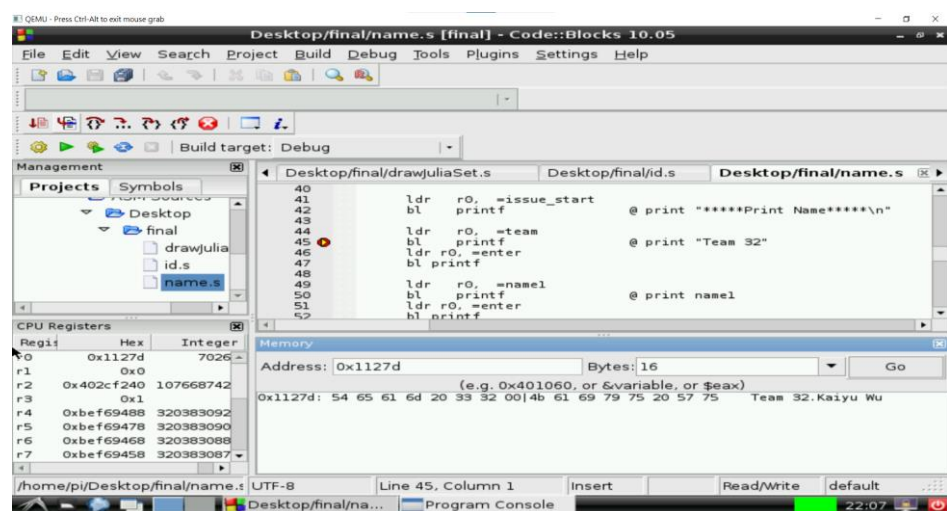 QEMU - Press Ctrl-Alt to exit mouse grab
Desktop/final/name.s [final] - Code::Blocks 10.05
File Edit View Search Project Build Debug Tools Plugins Settings Help
Build target: Debug
Management
Projects Symbols
Desktop
final
drawJulia
id.s
name.s
Desktop/final/drawJuliaSet.s Desktop/final/id.s Desktop/final/name.s
40
41 ldr r0, =issue_start
42 bl printf @ print "*****Print Name*****\n"
43
44 ldr r0, =team
45 bl printf @ print "Team 32"
46 ldr r0, =enter
47 bl printf
48
49 ldr r0, =name1
50 bl printf @ print name1
51 ldr r0, =enter
52 bl printf
CPU Registers
Regis Hex Integer
r0 0x1127d 7026
r1 0x0
r2 0x402cf240 107668742
r3 0x1
r4 0xbef69488 320383092
r5 0xbef69478 320383090
r6 0xbef69468 320383088
r7 0xbef69458 320383087
Memory
Address: 0x1127d Bytes: 16 Go
(e.g. 0x401060, or &variable, or $eax)
0x1127d: 54 65 61 6d 20 33 32 00|4b 61 69 79 75 20 57 75 Team 32.Kaiyu Wu
/home/pi/Desktop/final/name.s UTF-8 Line 45, Column 1 Insert Read/Write default
Desktop/final/na... Program Console 22:07